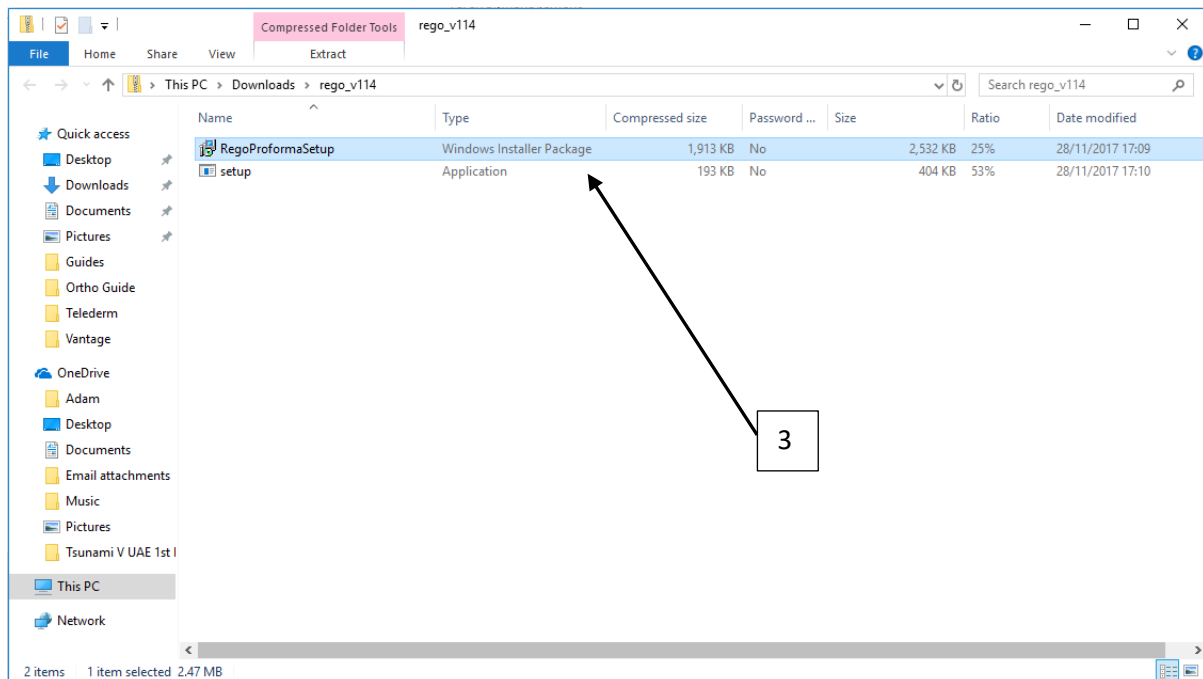 Compressed Folder Tools rego_v114
File Home Share View Extract
This PC > Downloads > rego_v114 Search rego_v114
Name Type Compressed size Password ... Size Ratio Date modified
Quick access
Desktop
Downloads
Documents
Pictures
Guides
Ortho Guide
Telederm
Vantage
OneDrive
Adam
Desktop
Documents
Email attachments
Music
Pictures
Tsunami V UAE 1st
This PC
Network
RegoProformaSetup Windows Installer Package 1,913 KB No 2,532 KB 25% 28/11/2017 17:09
setup Application 193 KB No 404 KB 53% 28/11/2017 17:10
3
2 items 1 item selected 2.47 MB